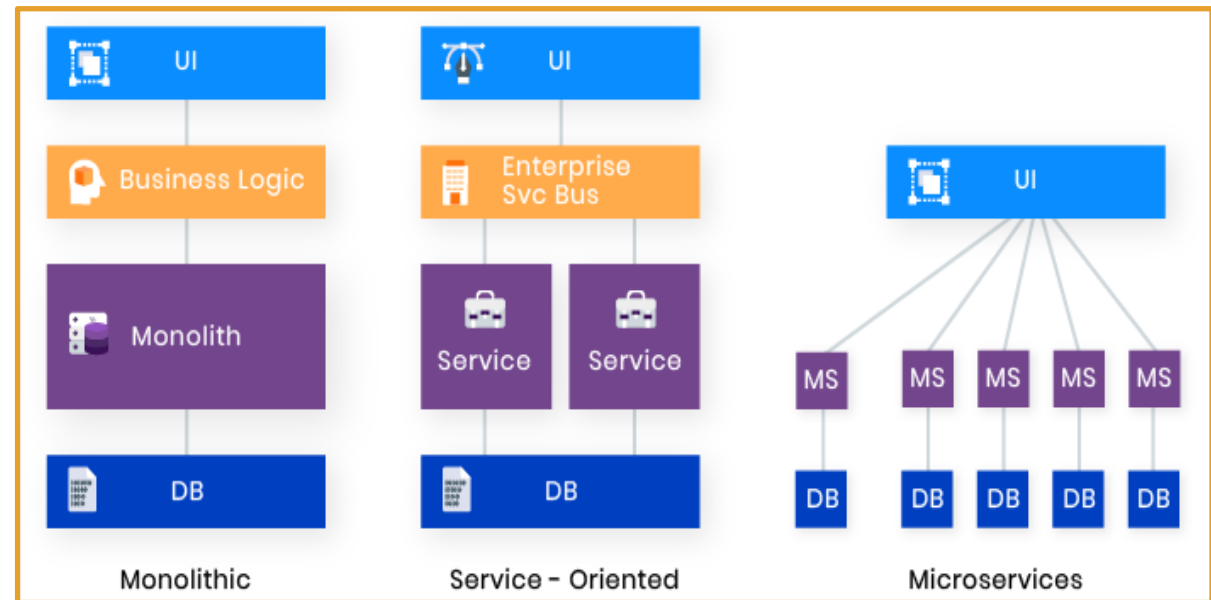 UI
Business Logic
Monolith
DB
Monolithic
UI
Enterprise
Svc Bus
Service
Service
DB
Service - Oriented
UI
MS
MS
MS
MS
MS
DB
DB
DB
DB
DB
Microservices